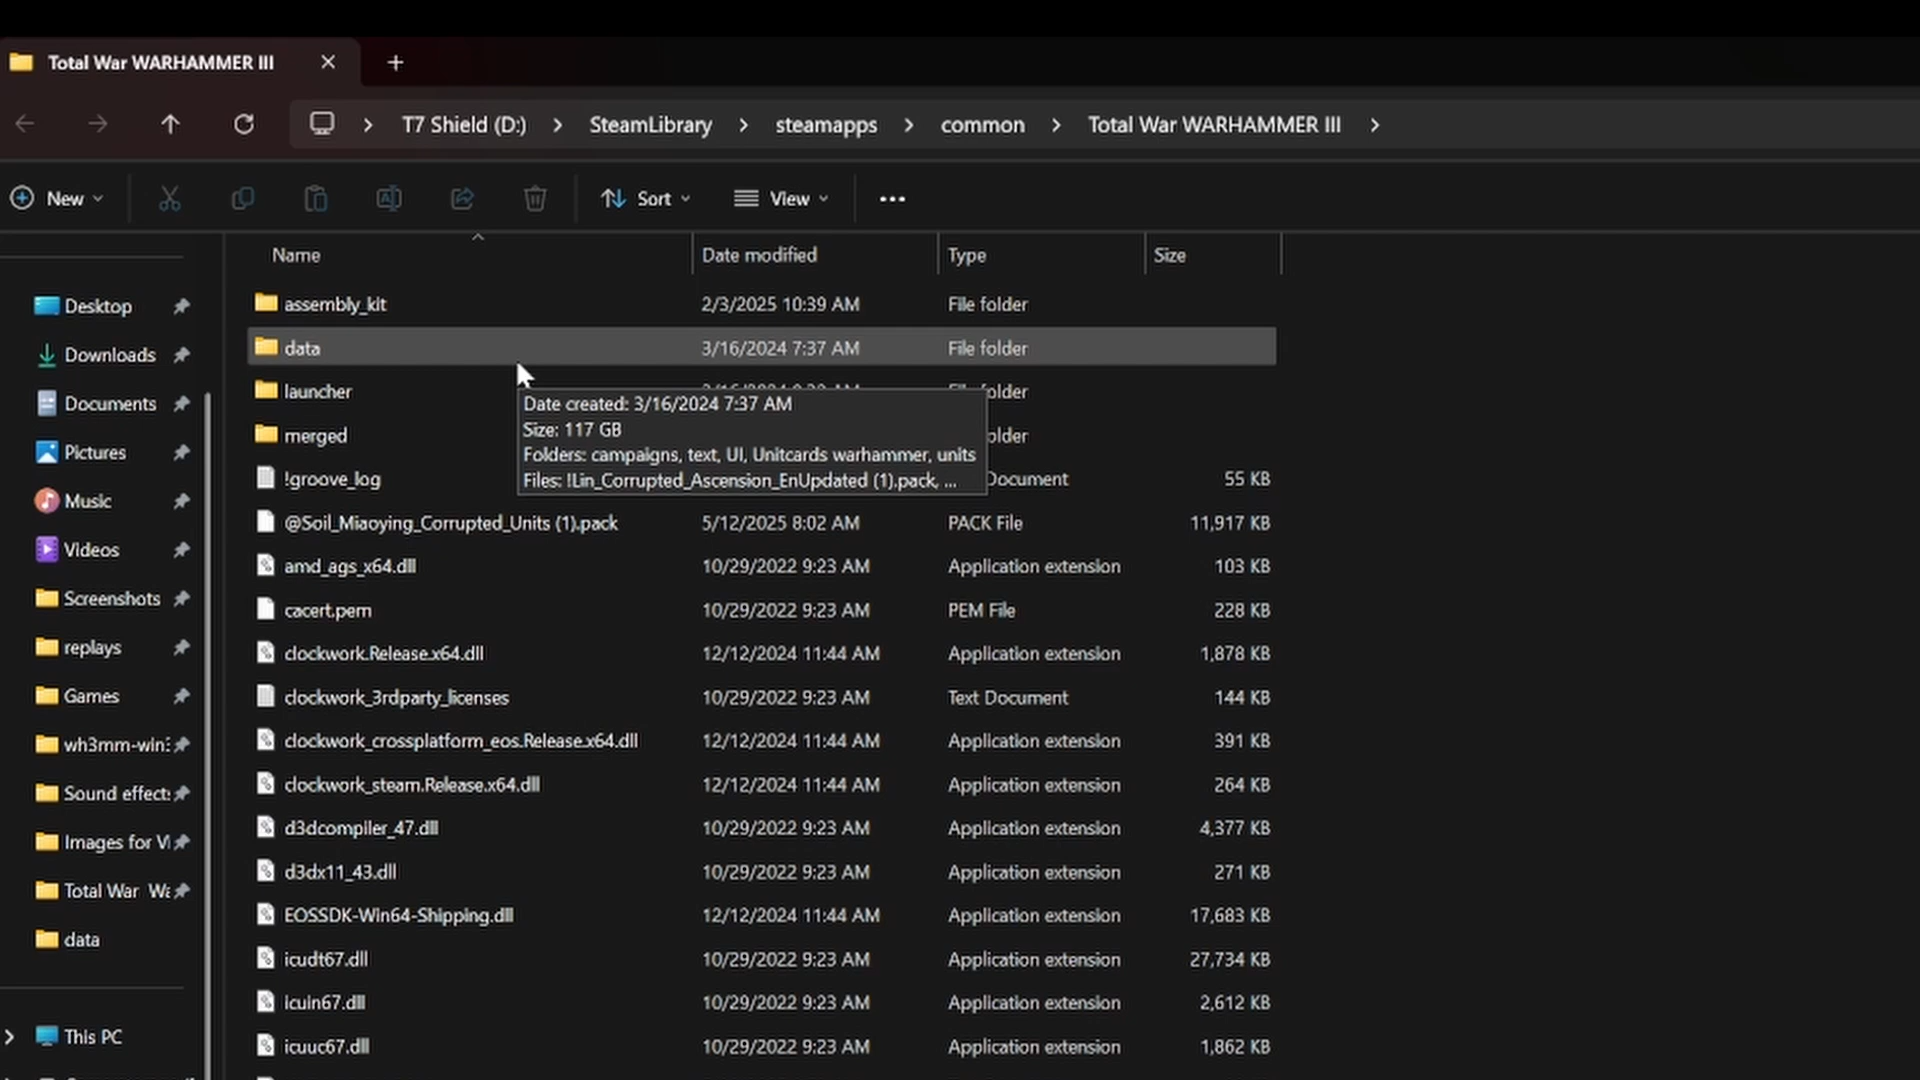 Total War WARHAMMER III
T7 Shield (D:) SteamLibrary steamapps common Total War WARHAMMER III
New Sort View
Name Date modified Type Size
Desktop
Downloads
Documents
Pictures
Music
Videos
Screenshots
replays
Games
wh3mm-win3
Sound effect
Images for
Total War
data
This PC
assembly_kit 2/3/2025 10:39 AM File folder
data 3/16/2024 7:37 AM File folder
launcher
merged
Date created: 3/16/2024 7:37 AM
Size: 117 GB
Folders: campaigns, text, UI, Unitcards warhammer, units
Files: !Lin_Corrupted_Ascension_EnUpdated (1).pack, ...
!groove_log Document 55 KB
@Soil_Miaoying_Corrupted_Units (1).pack 5/12/2025 8:02 AM PACK File 11,917 KB
amd_ags_x64.dll 10/29/2022 9:23 AM Application extension 103 KB
cacert.pem 10/29/2022 9:23 AM PEM File 228 KB
clockwork.Release.x64.dll 12/12/2024 11:44 AM Application extension 1,878 KB
clockwork_3rdparty_licenses 10/29/2022 9:23 AM Text Document 144 KB
clockwork_crossplatform_eos.Release.x64.dll 12/12/2024 11:44 AM Application extension 391 KB
clockwork_steam.Release.x64.dll 12/12/2024 11:44 AM Application extension 264 KB
d3dcompiler_47.dll 10/29/2022 9:23 AM Application extension 4,377 KB
d3dx11_43.dll 10/29/2022 9:23 AM Application extension 271 KB
EOSSDK-Win64-Shipping.dll 12/12/2024 11:44 AM Application extension 17,683 KB
icudt67.dll 10/29/2022 9:23 AM Application extension 27,734 KB
icuin67.dll 10/29/2022 9:23 AM Application extension 2,612 KB
icuuc67.dll 10/29/2022 9:23 AM Application extension 1,862 KB